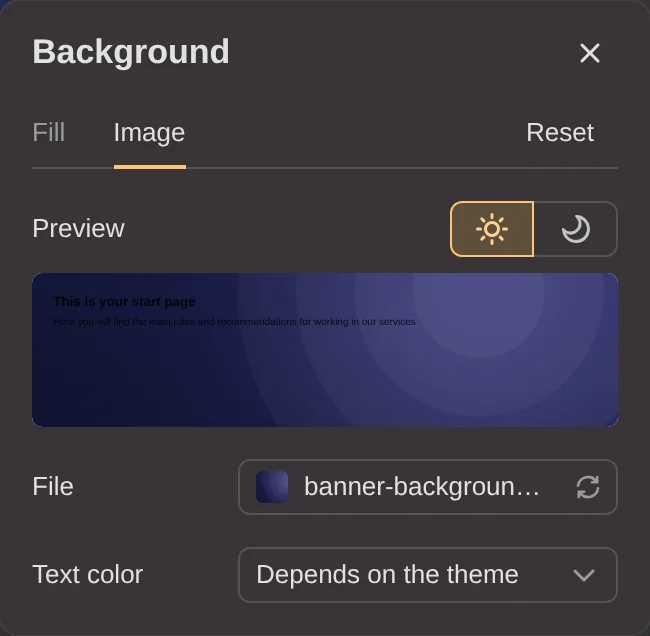 Background
Fill Image Reset
Preview
This is your start page
Here you will find the main rules and recommendations for working in our services
File banner-backgroun…
Text color Depends on the theme